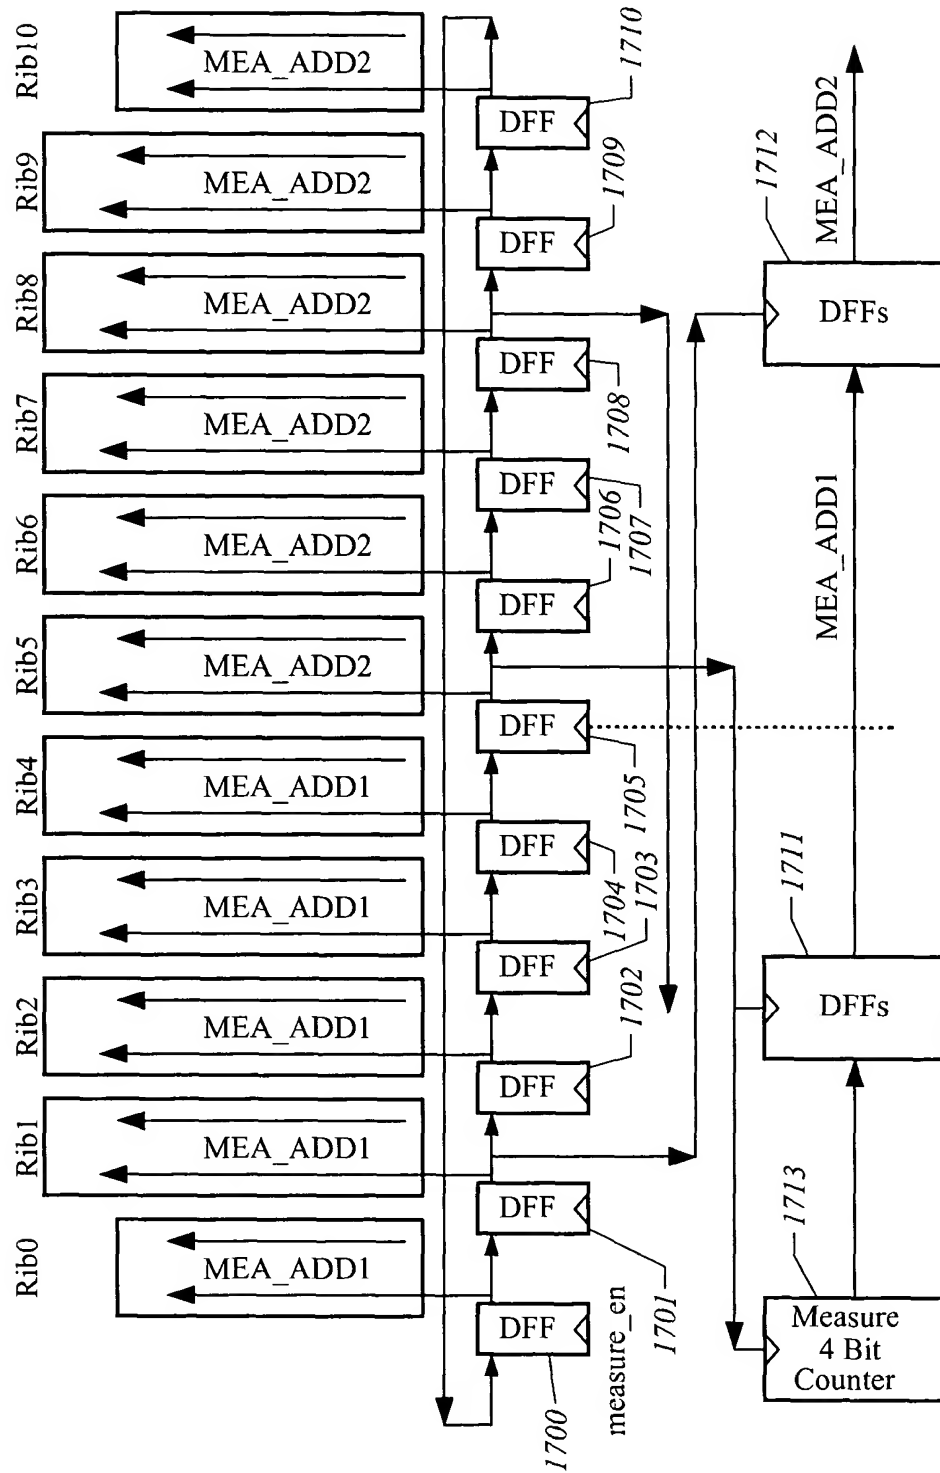 Rib0
Rib1
Rib2
Rib3
Rib4
Rib5
Rib6
Rib7
Rib8
Rib9
Rib10
MEA_ADD1
MEA_ADD1
MEA_ADD1
MEA_ADD1
MEA_ADD1
MEA_ADD2
MEA_ADD2
MEA_ADD2
MEA_ADD2
MEA_ADD2
MEA_ADD2
DFF
DFF
DFF
DFF
DFF
DFF
DFF
DFF
DFF
DFF
DFF
1700
measure_en
1701
1702
1703
1704
1705
1706
1707
1708
1709
1710
1713
1711
1712
Measure
4 Bit
Counter
DFFs
MEA_ADD1
DFFs
MEA_ADD2